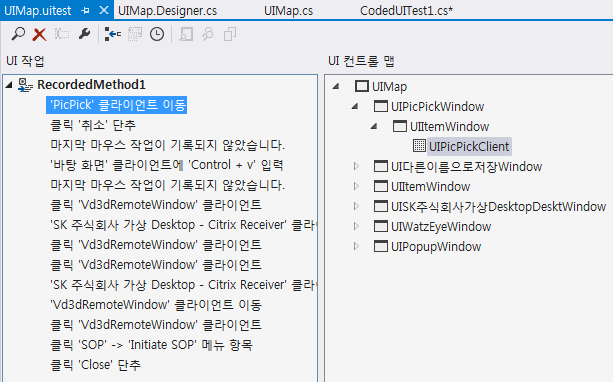 UIMap.uitest
UIMap.Designer.cs
UIMap.cs
CodedUITest1.cs*
UI 작업
RecordedMethod1
'PicPick' 클라이언트 이동
클릭 '취소' 단추
마지막 마우스 작업이 기록되지 않았습니다.
'바탕 화면' 클라이언트에 'Control + v' 입력
마지막 마우스 작업이 기록되지 않았습니다.
클릭 'Vd3dRemoteWindow' 클라이언트
'SK 주식회사 가상 Desktop - Citrix Receiver' 클라이
클릭 'Vd3dRemoteWindow' 클라이언트
클릭 'Vd3dRemoteWindow' 클라이언트
'SK 주식회사 가상 Desktop - Citrix Receiver' 클라이
'Vd3dRemoteWindow' 클라이언트 이동
클릭 'Vd3dRemoteWindow' 클라이언트
클릭 'SOP' -> 'Initiate SOP' 메뉴 항목
클릭 'Close' 단추
UI 컨트롤 맵
UIMap
UIPicPickWindow
UIItemWindow
UIPicPickClient
UI다른이름으로저장Window
UIItemWindow
UISK주식회사가상DesktopDesktWindow
UIWatzEyeWindow
UIPopupWindow